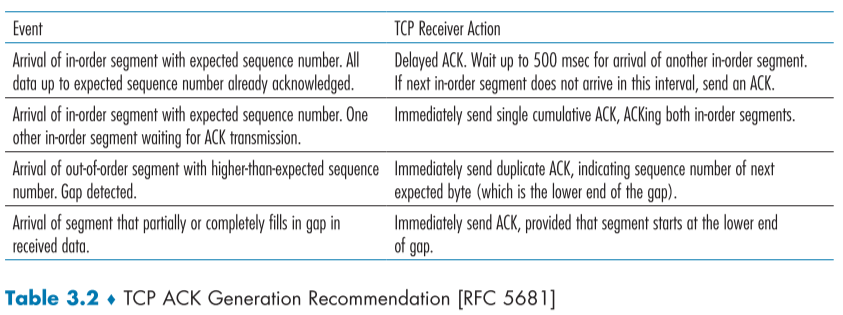 Event TCP Receiver Action
Arrival of in-order segment with expected sequence number. All
data up to expected sequence number already acknowledged.
Delayed ACK. Wait up to 500 msec for arrival of another in-order segment.
If next in-order segment does not arrive in this interval, send an ACK.
Arrival of in-order segment with expected sequence number. One
other in-order segment waiting for ACK transmission.
Immediately send single cumulative ACK, ACKing both in-order segments.
Arrival of out-of-order segment with higher-than-expected sequence
number. Gap detected.
Immediately send duplicate ACK, indicating sequence number of next
expected byte (which is the lower end of the gap).
Arrival of segment that partially or completely fills in gap in
received data.
Immediately send ACK, provided that segment starts at the lower end
of gap.
Table 3.2 ♦ TCP ACK Generation Recommendation [RFC 5681]